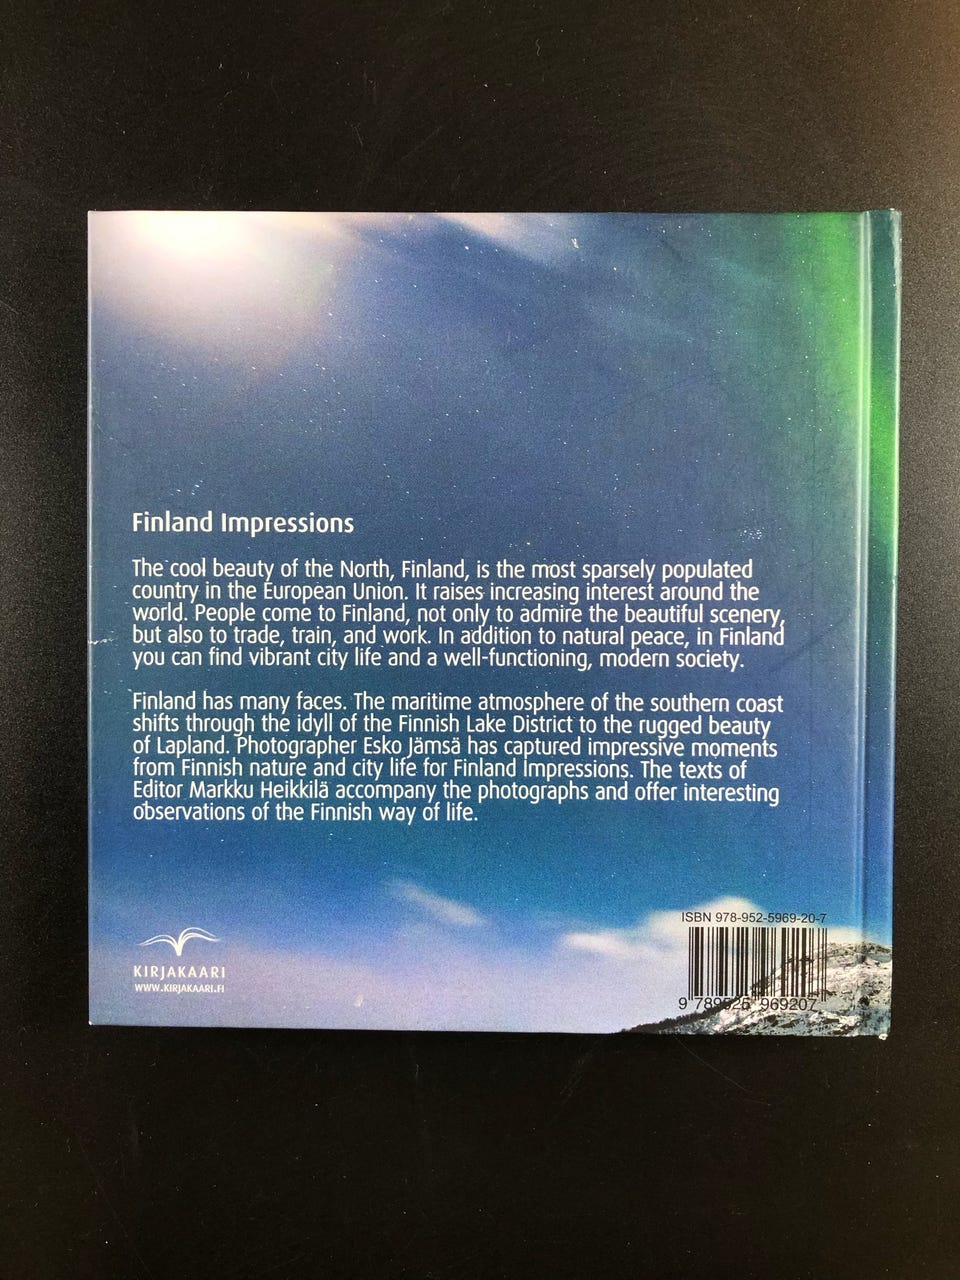 Finland Impressions
The cool beauty of the North, Finland, is the most sparsely populated
country in the European Union. It raises increasing interest around the
world. People come to Finland, not only to admire the beautiful scenery,
but also to trade, train, and work. In addition to natural peace, in Finland
you can find vibrant city life and a well-functioning, modern society.
Finland has many faces. The maritime atmosphere of the southern coast
shifts through the idyll of the Finnish Lake District to the rugged beauty
of Lapland. Photographer Esko Jämsä has captured impressive moments
from Finnish nature and city life for Finland Impressions. The texts of
Editor Markku Heikkilä accompany the photographs and offer interesting
observations of the Finnish way of life.
ISBN 978-952-5969-20-7
9 789525 969207
KIRJAKAARI
WWW.KIRJAKAARI.FI